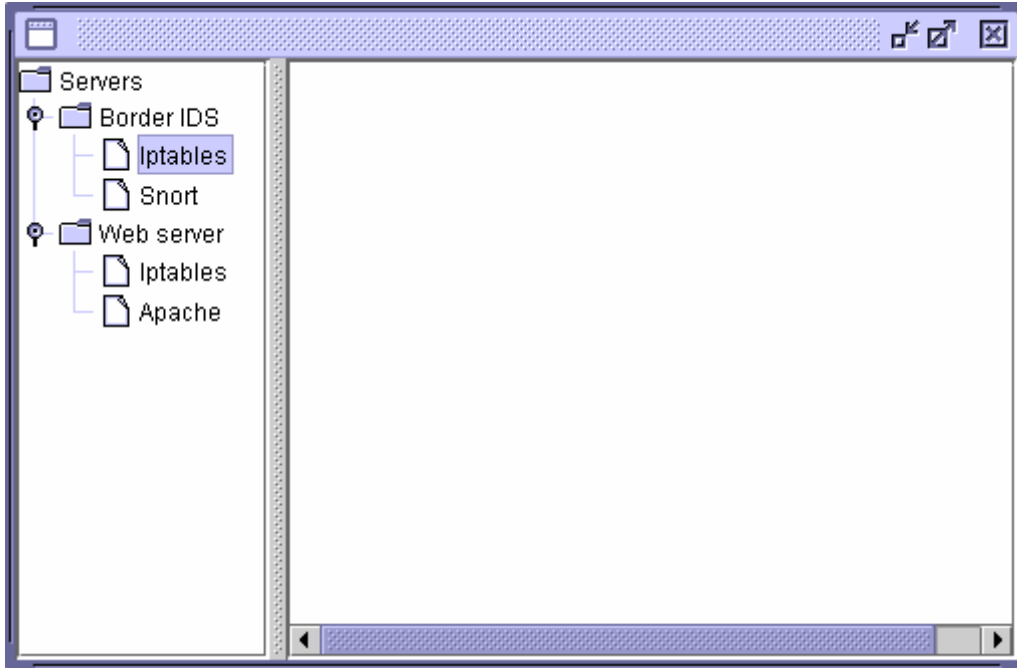 Servers
Border IDS
Iptables
Snort
Web server
Iptables
Apache